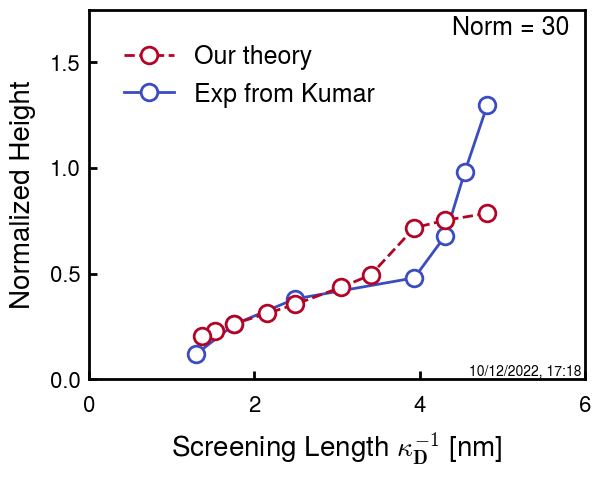 Norm = 30
Our theory
Exp from Kumar
Normalized Height
1.5
1.0
0.5
0.0
10/12/2022, 17:18
0 2 4 6
Screening Length κ_D^{-1} [nm]